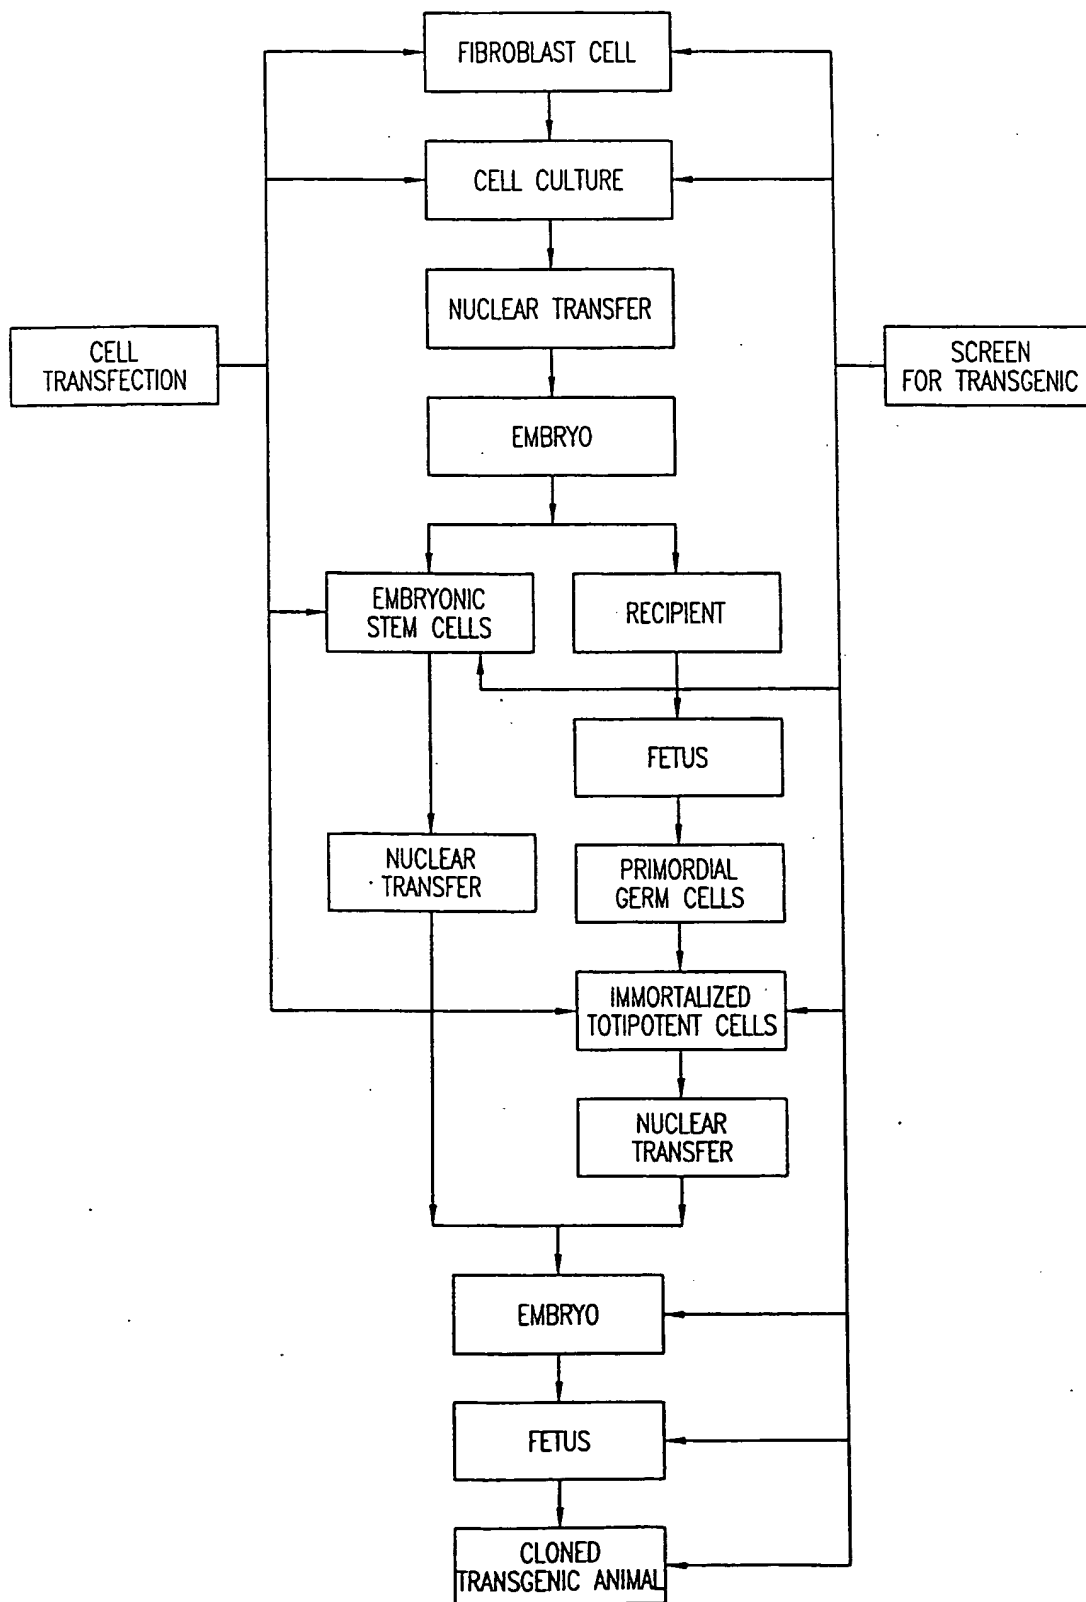 FIBROBLAST CELL
CELL CULTURE
NUCLEAR TRANSFER
CELL
TRANSFECTION
SCREEN
FOR TRANSGENIC
EMBRYO
EMBRYONIC
STEM CELLS
RECIPIENT
FETUS
NUCLEAR
TRANSFER
PRIMORDIAL
GERM CELLS
IMMORTALIZED
TOTIPOTENT CELLS
NUCLEAR
TRANSFER
EMBRYO
FETUS
CLONED
TRANSGENIC ANIMAL